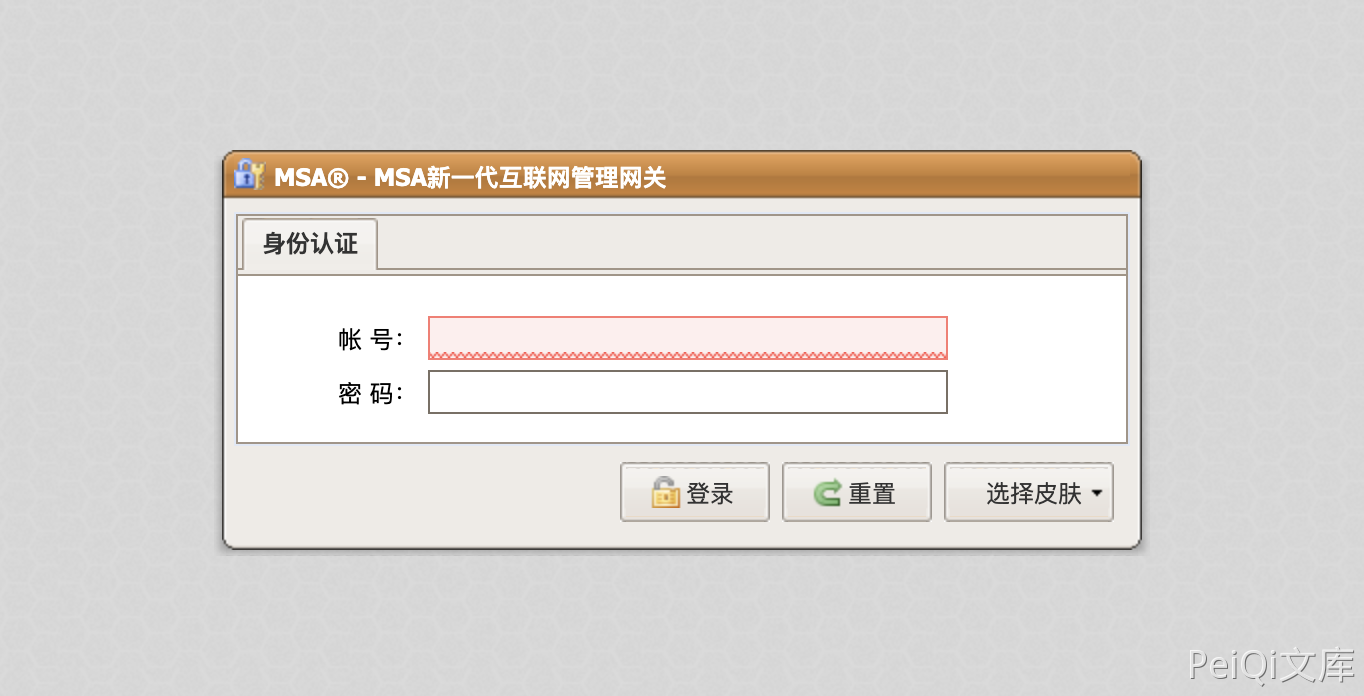 MSA® - MSA新一代互联网管理网关
身份认证
帐 号：
密 码：
登录 重置 选择皮肤
PeiQi文库